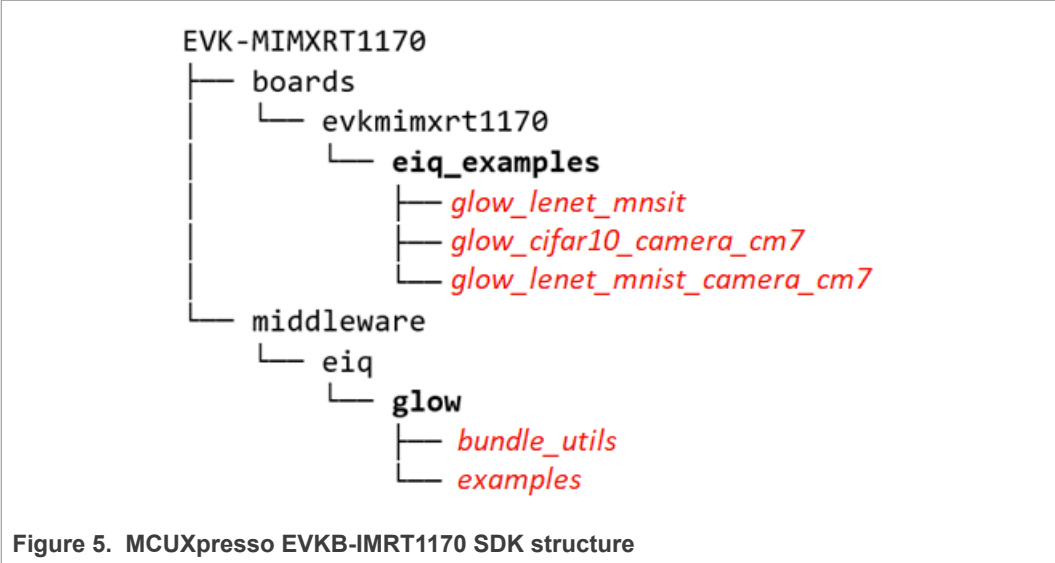 EVK-MIMXRT1170
├── boards
│   └── evkmimxrt1170
│       └── eiq_examples
│           ├── glow_lenet_mnsit
│           ├── glow_cifar10_camera_cm7
│           └── glow_lenet_mnist_camera_cm7
└── middleware
    └── eiq
        └── glow
            ├── bundle_utils
            └── examples
Figure 5. MCUXpresso EVKB-IMRT1170 SDK structure